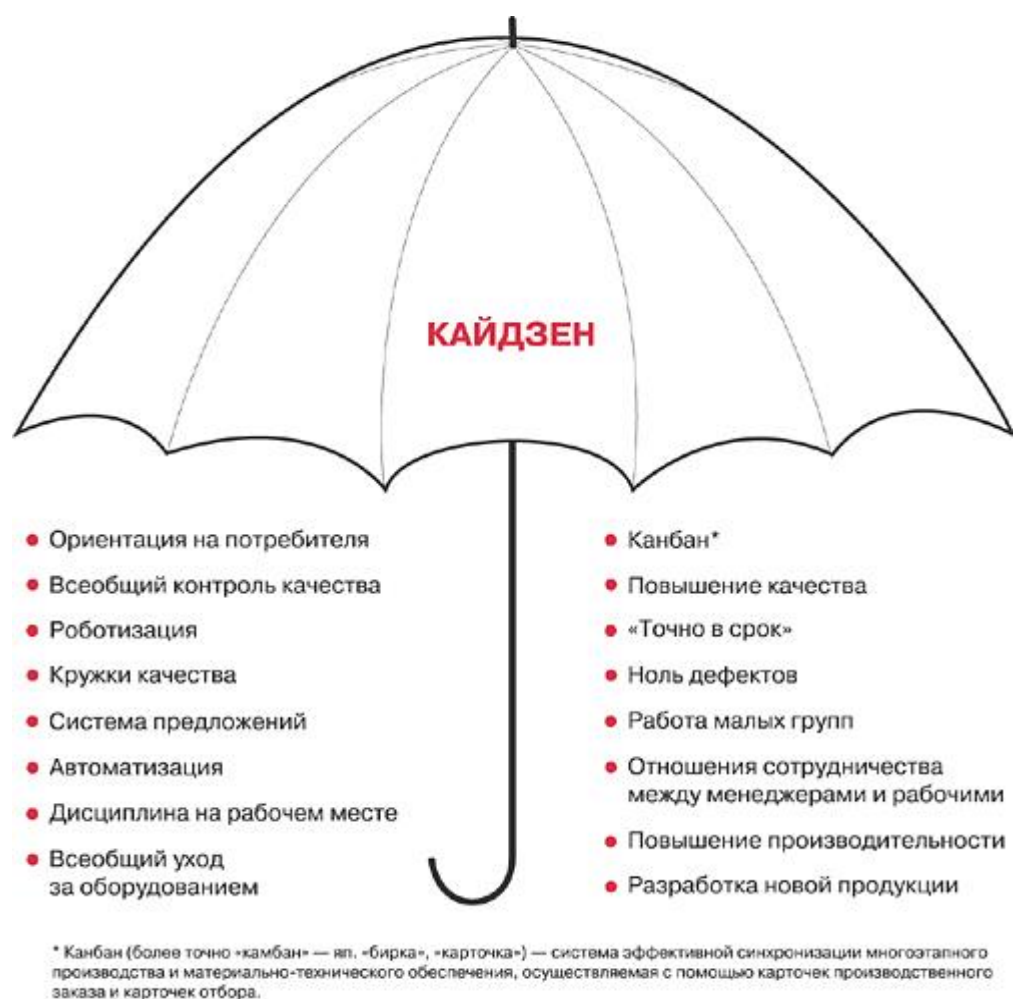 КАЙДЗЕН
• Ориентация на потребителя
• Всеобщий контроль качества
• Роботизация
• Кружки качества
• Система предложений
• Автоматизация
• Дисциплина на рабочем месте
• Всеобщий уход
за оборудованием
• Канбан*
• Повышение качества
• «Точно в срок»
• Ноль дефектов
• Работа малых групп
• Отношения сотрудничества
между менеджерами и рабочими
• Повышение производительности
• Разработка новой продукции
* Канбан (более точно «камбан» — яп. «бирка», «карточка») — система эффективной синхронизации многоэтапного
производства и материально-технического обеспечения, осуществляемая с помощью карточек производственного
заказа и карточек отбора.